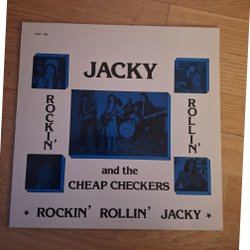 JACKY
ROCKIN'
ROLLIN'
and the
CHEAP CHECKERS
★ ROCKIN' ROLLIN' JACKY ★